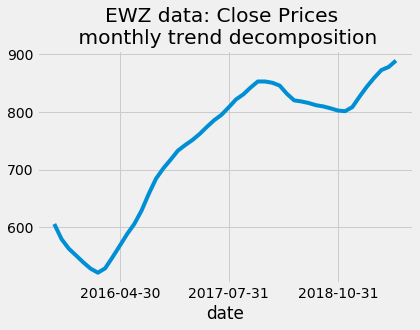 EWZ data: Close Prices
monthly trend decomposition
900
800
700
600
2016-04-30 2017-07-31 2018-10-31
date